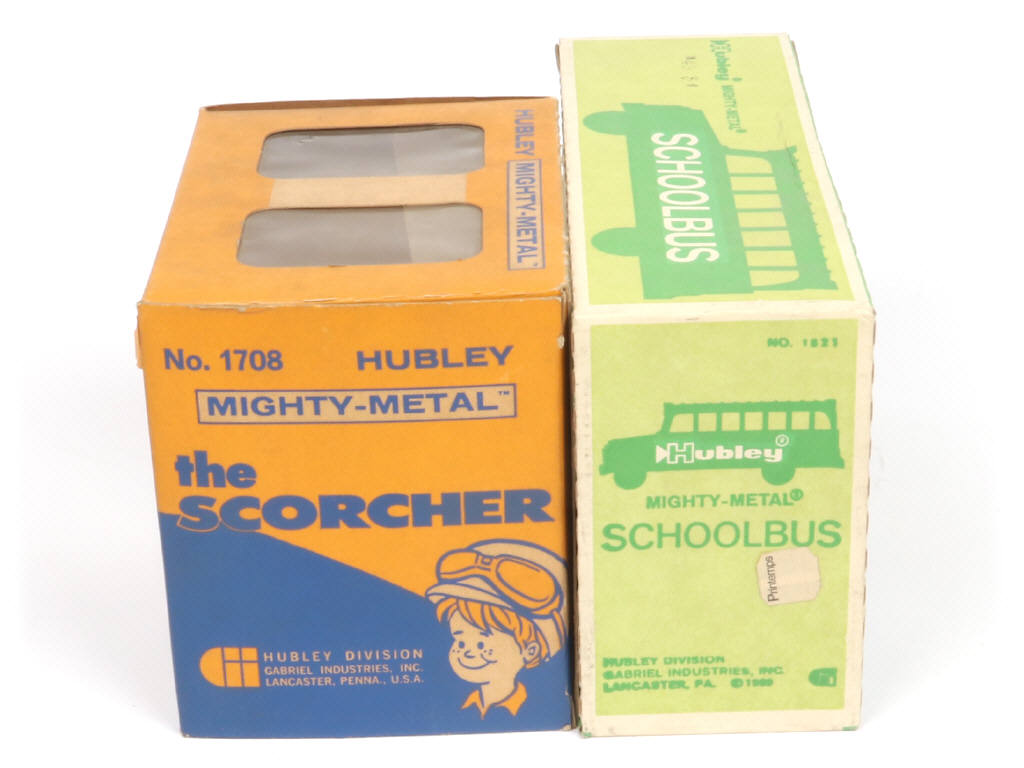 HUBLEY MIGHTY-METAL
No. 1708 HUBLEY
MIGHTY-METAL™
the
SCORCHER
HUBLEY DIVISION
GABRIEL INDUSTRIES, INC.
LANCASTER, PENNA., U.S.A.
Hubley® MIGHTY-METAL®
SCHOOLBUS
NO. 1821
Hubley®
MIGHTY-METAL®
SCHOOLBUS
Printemps
HUBLEY DIVISION
GABRIEL INDUSTRIES, INC.
LANCASTER, PA. © 1969